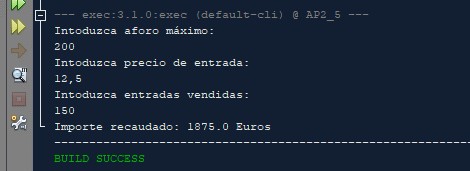 --- exec:3.1.0:exec (default-cli) @ AP2_5 ---
Intoduzca aforo máximo:
200
Intoduzca precio de entrada:
12,5
Intoduzca entradas vendidas:
150
Importe recaudado: 1875.0 Euros
------------------------------------------------------------------------
BUILD SUCCESS